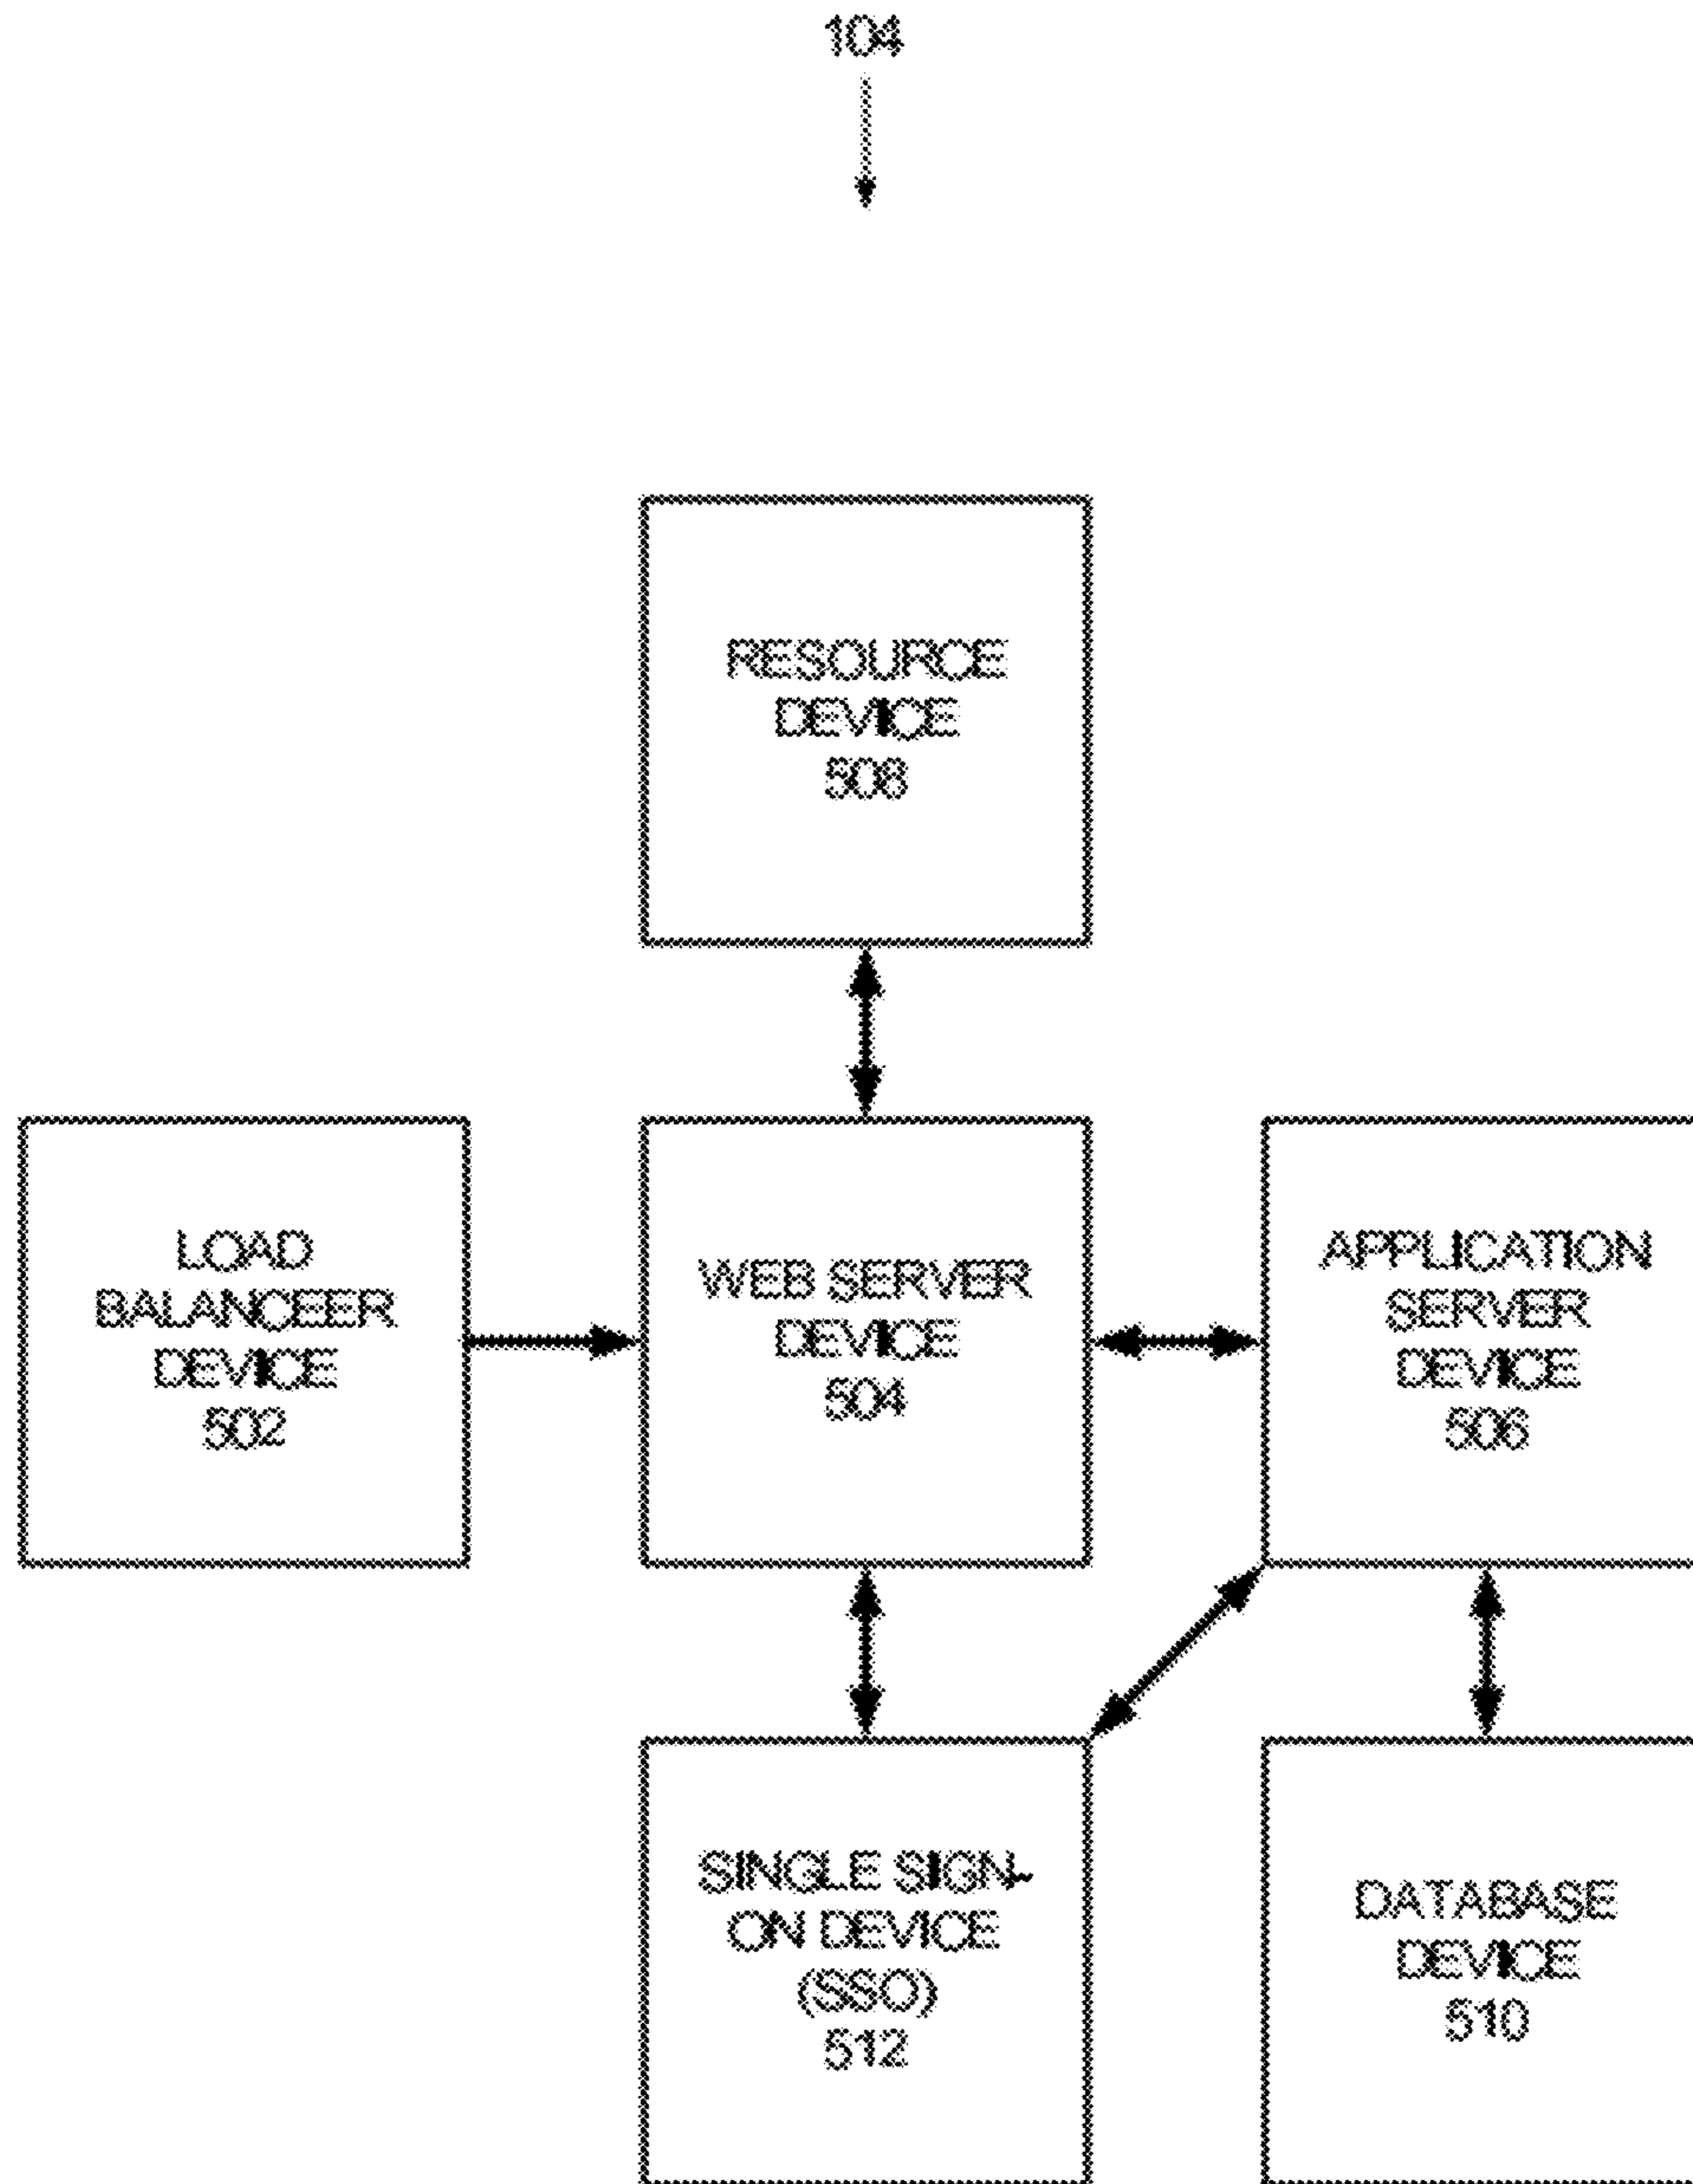 104
RESOURCE
DEVICE
508
LOAD
BALANCEER
DEVICE
502
WEB SERVER
DEVICE
504
APPLICATION
SERVER
DEVICE
506
SINGLE SIGN-
ON DEVICE
(SSO)
512
DATABASE
DEVICE
510